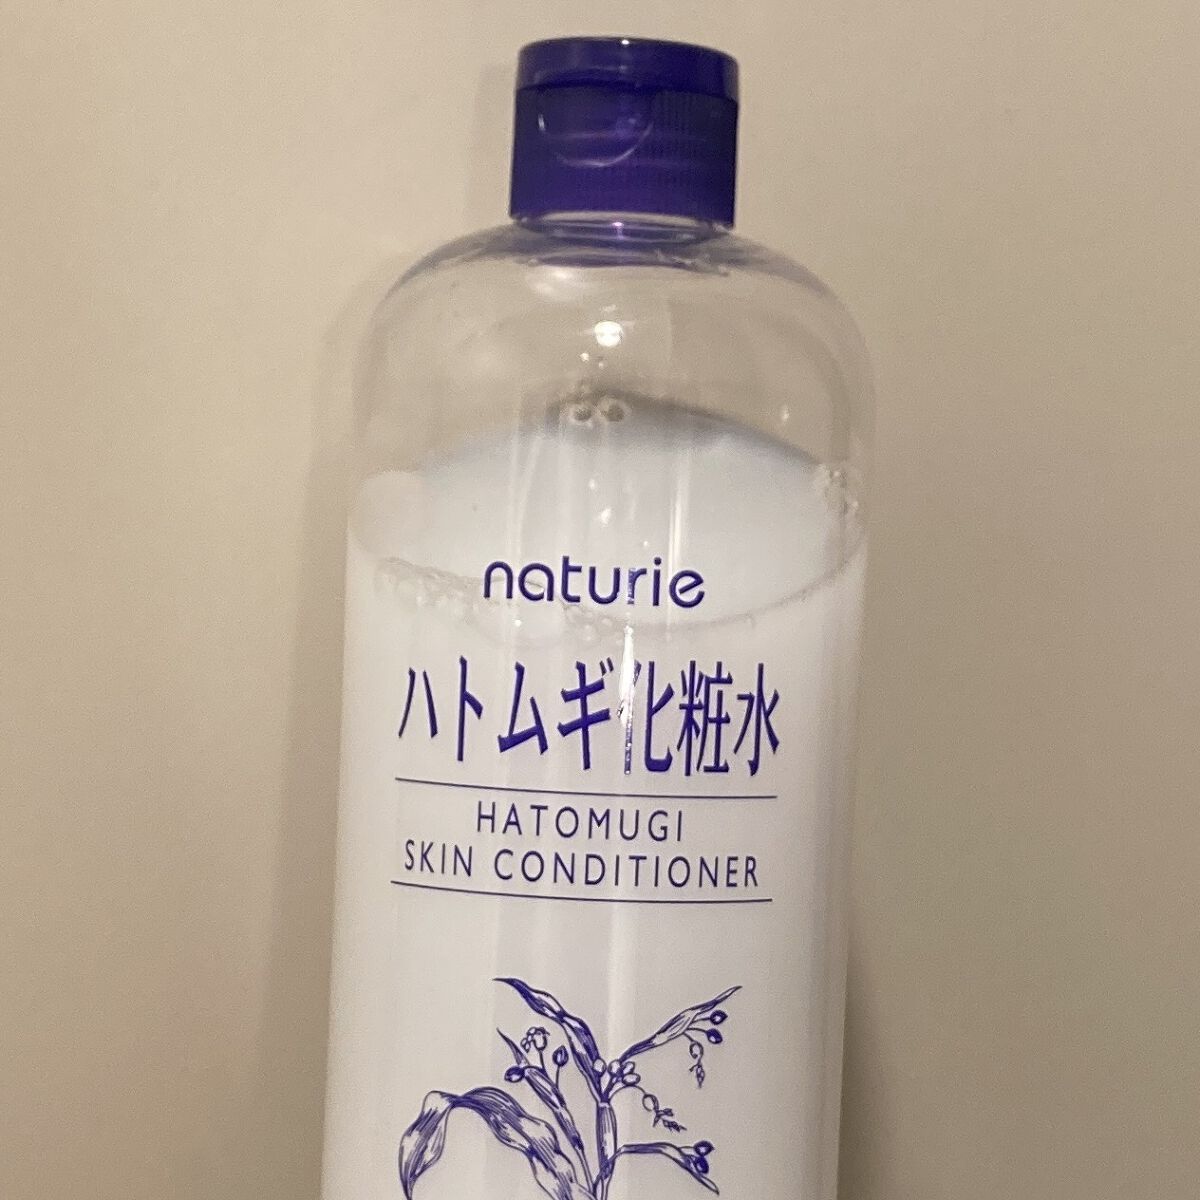 naturie
ハトムギ化粧水
HATOMUGI
SKIN CONDITIONER